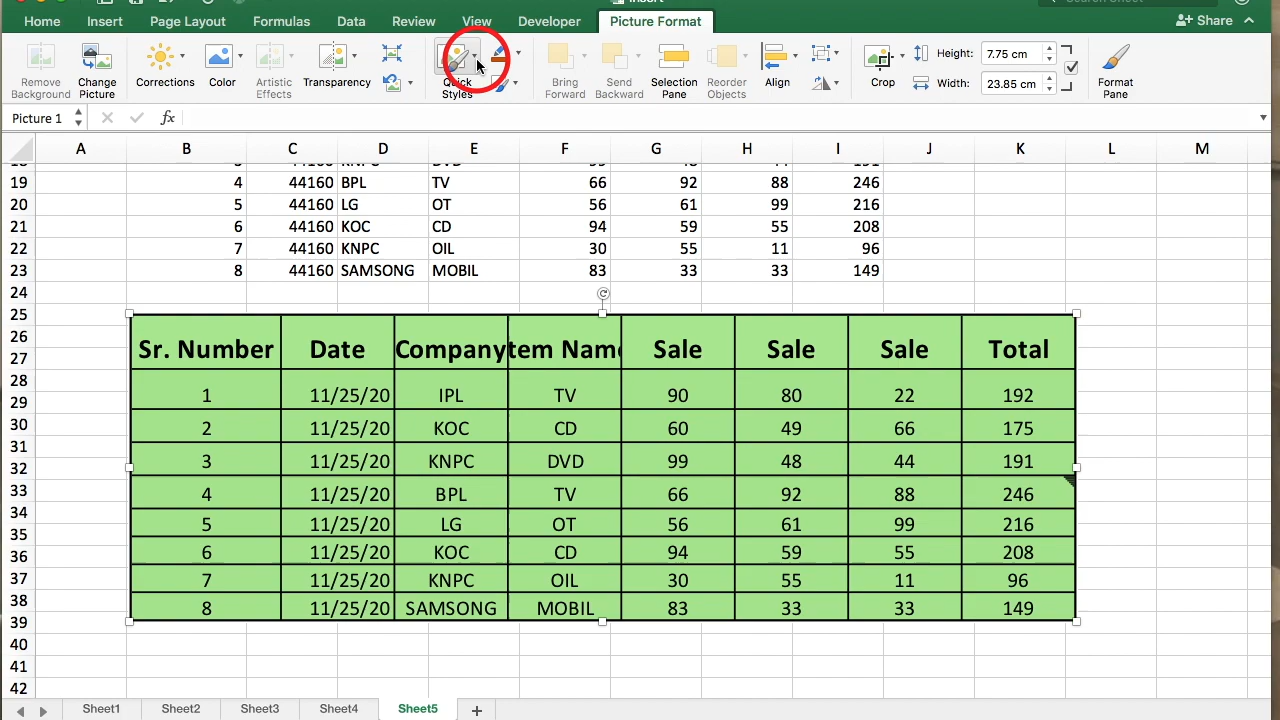 Insert
Search Sheet
Home Insert Page Layout Formulas Data Review View Developer Picture Format Share
Remove Background
Change Picture
Corrections
Color
Artistic Effects
Transparency
Quick Styles
Bring Forward
Send Backward
Selection Pane
Reorder Objects
Align
Crop
Height: 7.75 cm
Width: 23.85 cm
Format Pane
Picture 1 fx
A B C D E F G H I J K L M
19 4 44160 BPL TV 66 92 88 246
20 5 44160 LG OT 56 61 99 216
21 6 44160 KOC CD 94 59 55 208
22 7 44160 KNPC OIL 30 55 11 96
23 8 44160 SAMSONG MOBIL 83 33 33 149
24
25
26
27
28
29
30
31
32
33
34
35
36
37
38
39
40
41
42
Sr. Number Date Company tem Name Sale Sale Sale Total
1 11/25/20 IPL TV 90 80 22 192
2 11/25/20 KOC CD 60 49 66 175
3 11/25/20 KNPC DVD 99 48 44 191
4 11/25/20 BPL TV 66 92 88 246
5 11/25/20 LG OT 56 61 99 216
6 11/25/20 KOC CD 94 59 55 208
7 11/25/20 KNPC OIL 30 55 11 96
8 11/25/20 SAMSONG MOBIL 83 33 33 149
Sheet1 Sheet2 Sheet3 Sheet4 Sheet5 +